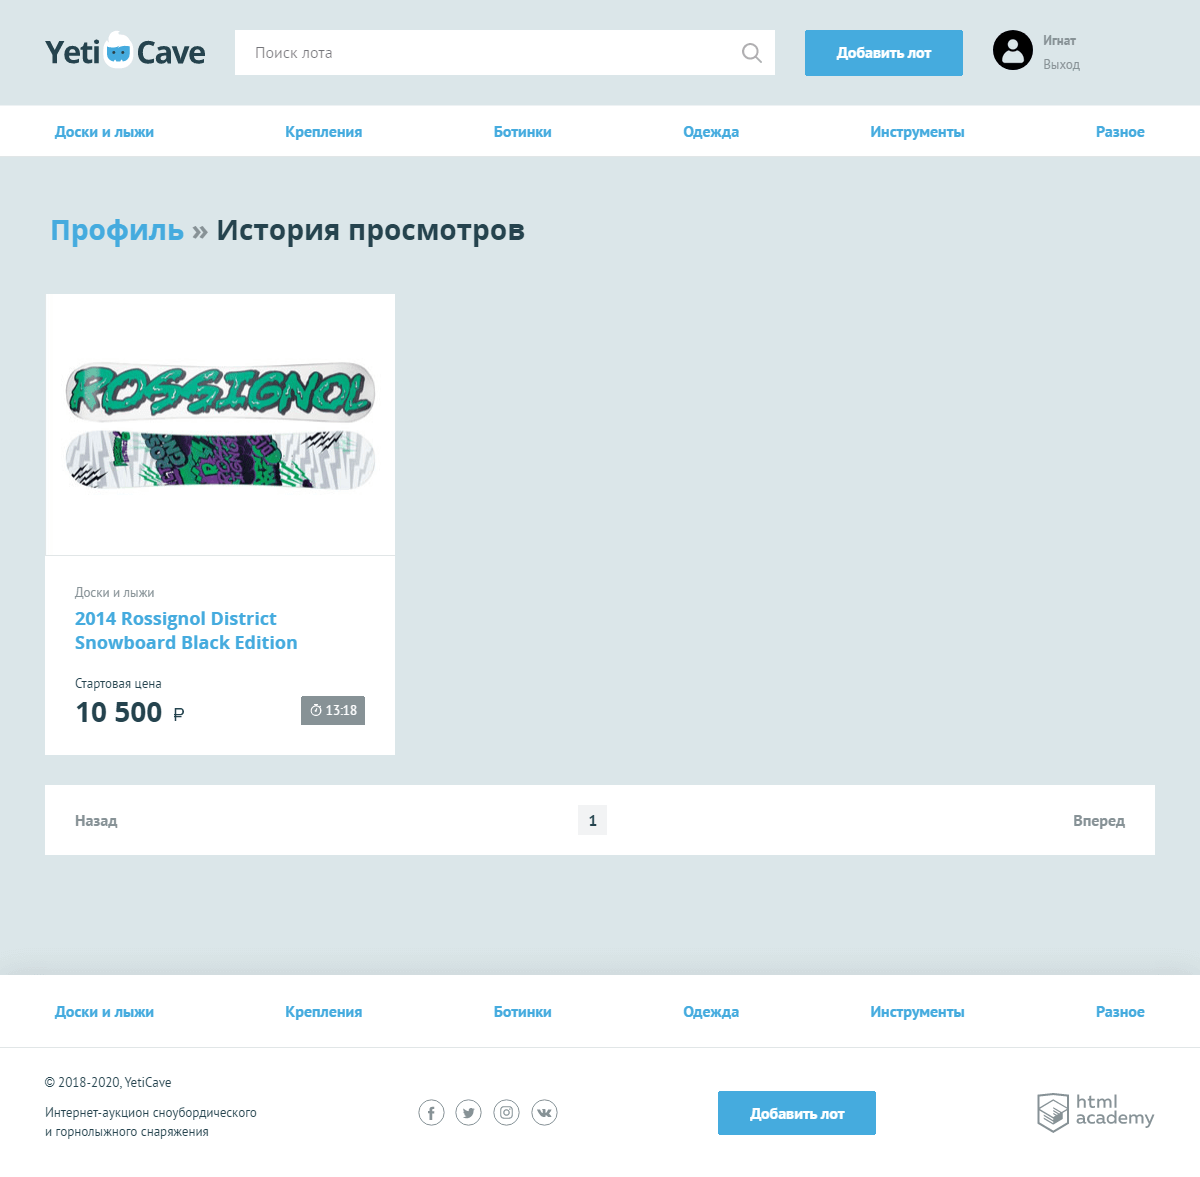 Yeti Cave
Поиск лота
Добавить лот
Игнат
Выход
Доски и лыжи
Крепления
Ботинки
Одежда
Инструменты
Разное
Профиль » История просмотров
ROSSIGNOL
Доски и лыжи
2014 Rossignol District
Snowboard Black Edition
Стартовая цена
10 500 ₽
13:18
Назад
1
Вперед
Доски и лыжи
Крепления
Ботинки
Одежда
Инструменты
Разное
© 2018-2020, YetiCave
Интернет-аукцион сноубордического
и горнолыжного снаряжения
Добавить лот
html
academy